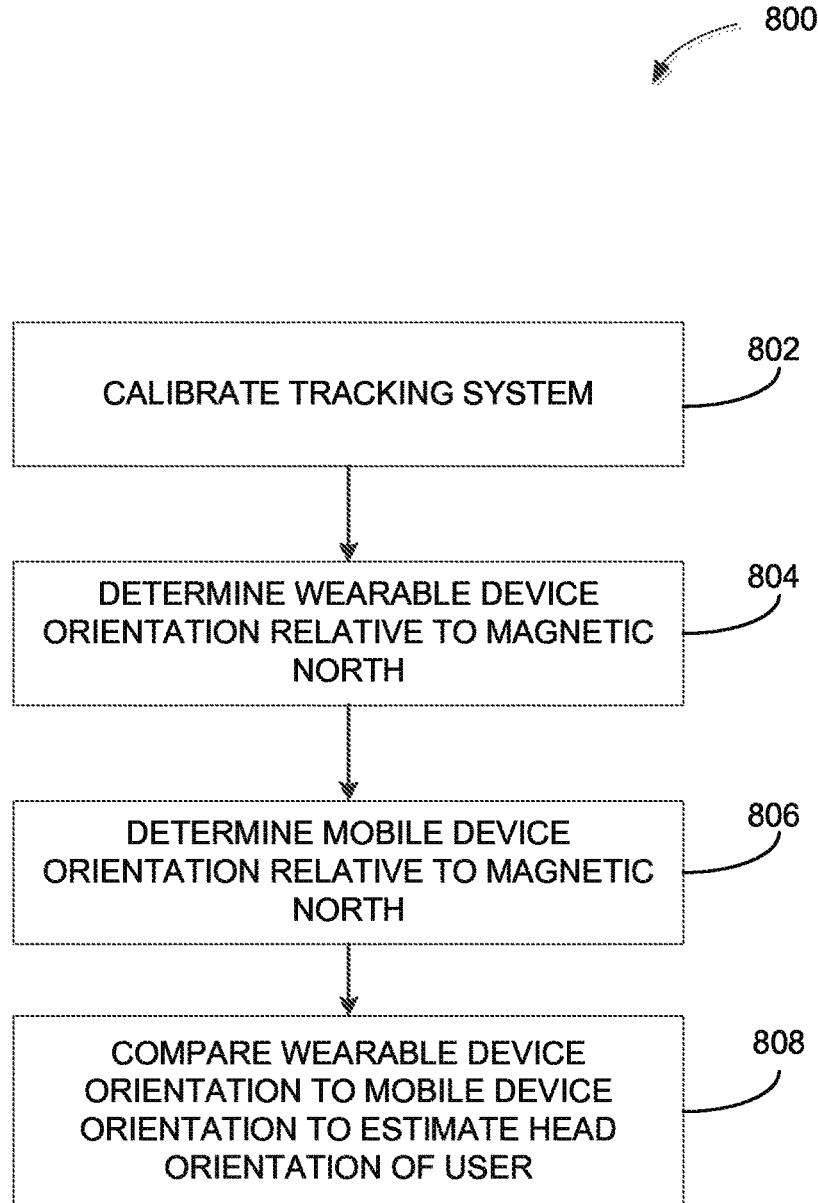 800
CALIBRATE TRACKING SYSTEM
802
DETERMINE WEARABLE DEVICE
ORIENTATION RELATIVE TO MAGNETIC
NORTH
804
DETERMINE MOBILE DEVICE
ORIENTATION RELATIVE TO MAGNETIC
NORTH
806
COMPARE WEARABLE DEVICE
ORIENTATION TO MOBILE DEVICE
ORIENTATION TO ESTIMATE HEAD
ORIENTATION OF USER
808